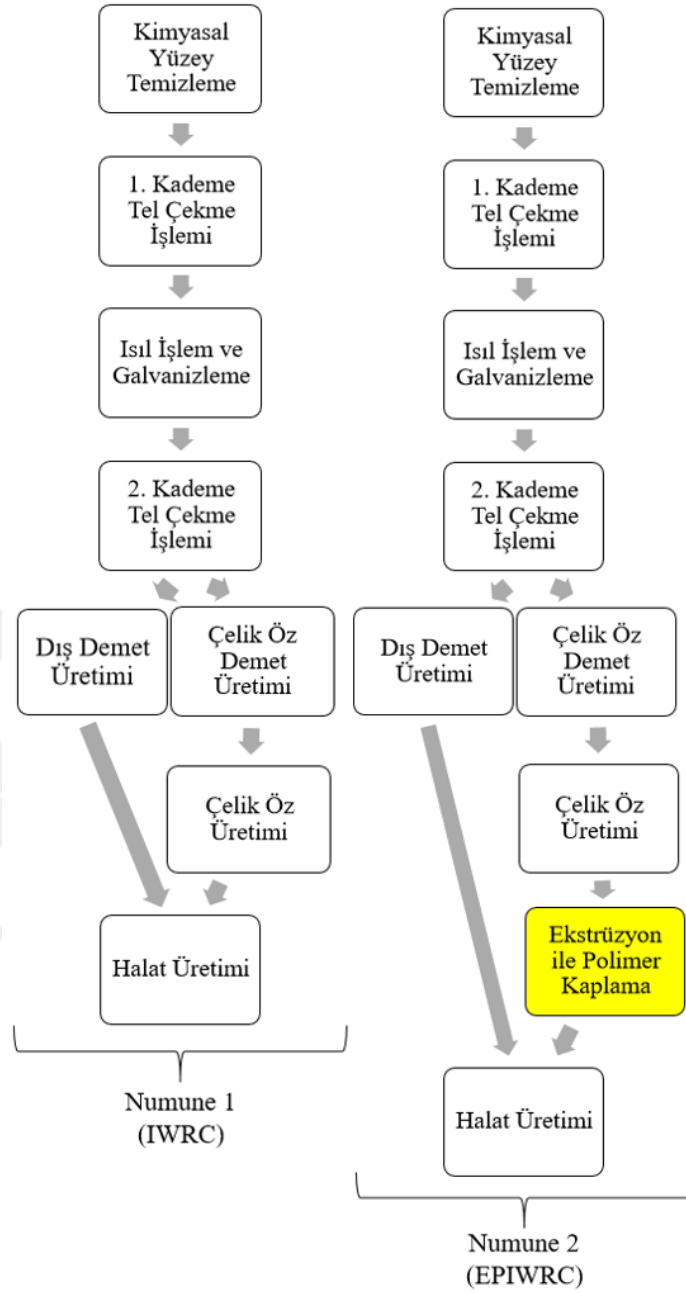 Kimyasal
Yüzey
Temizleme
1. Kademe
Tel Çekme
İşlemi
Isıl İşlem ve
Galvanizleme
2. Kademe
Tel Çekme
İşlemi
Dış Demet
Üretimi
Çelik Öz
Demet
Üretimi
Çelik Öz
Üretimi
Halat Üretimi
Numune 1
(IWRC)
Kimyasal
Yüzey
Temizleme
1. Kademe
Tel Çekme
İşlemi
Isıl İşlem ve
Galvanizleme
2. Kademe
Tel Çekme
İşlemi
Dış Demet
Üretimi
Çelik Öz
Demet
Üretimi
Çelik Öz
Üretimi
Ekstrüzyon
ile Polimer
Kaplama
Halat Üretimi
Numune 2
(EPIWRC)